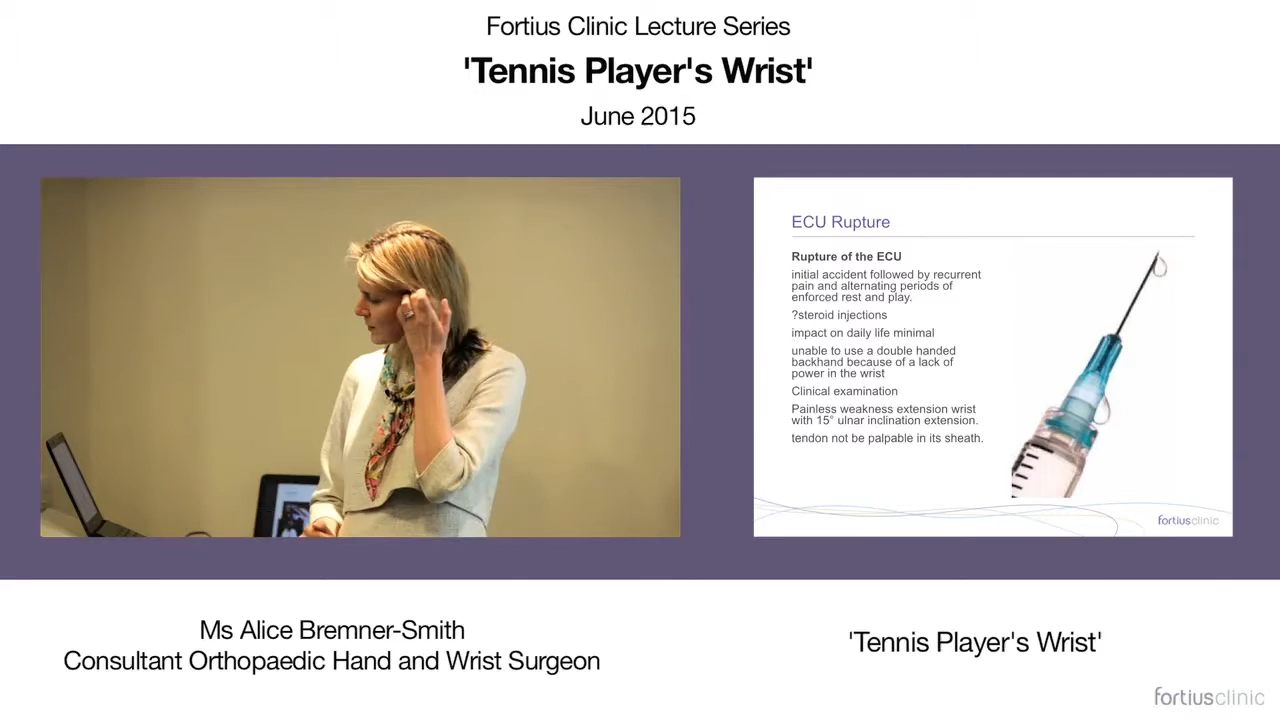 Fortius Clinic Lecture Series
'Tennis Player's Wrist'
June 2015
ECU Rupture
Rupture of the ECU
initial accident followed by recurrent
pain and alternating periods of
enforced rest and play.
?steroid injections
impact on daily life minimal
unable to use a double handed
backhand because of a lack of
power in the wrist
Clinical examination
Painless weakness extension wrist
with 15° ulnar inclination extension.
tendon not be palpable in its sheath.
fortiusclinic
Ms Alice Bremner-Smith
Consultant Orthopaedic Hand and Wrist Surgeon
'Tennis Player's Wrist'
fortiusclinic